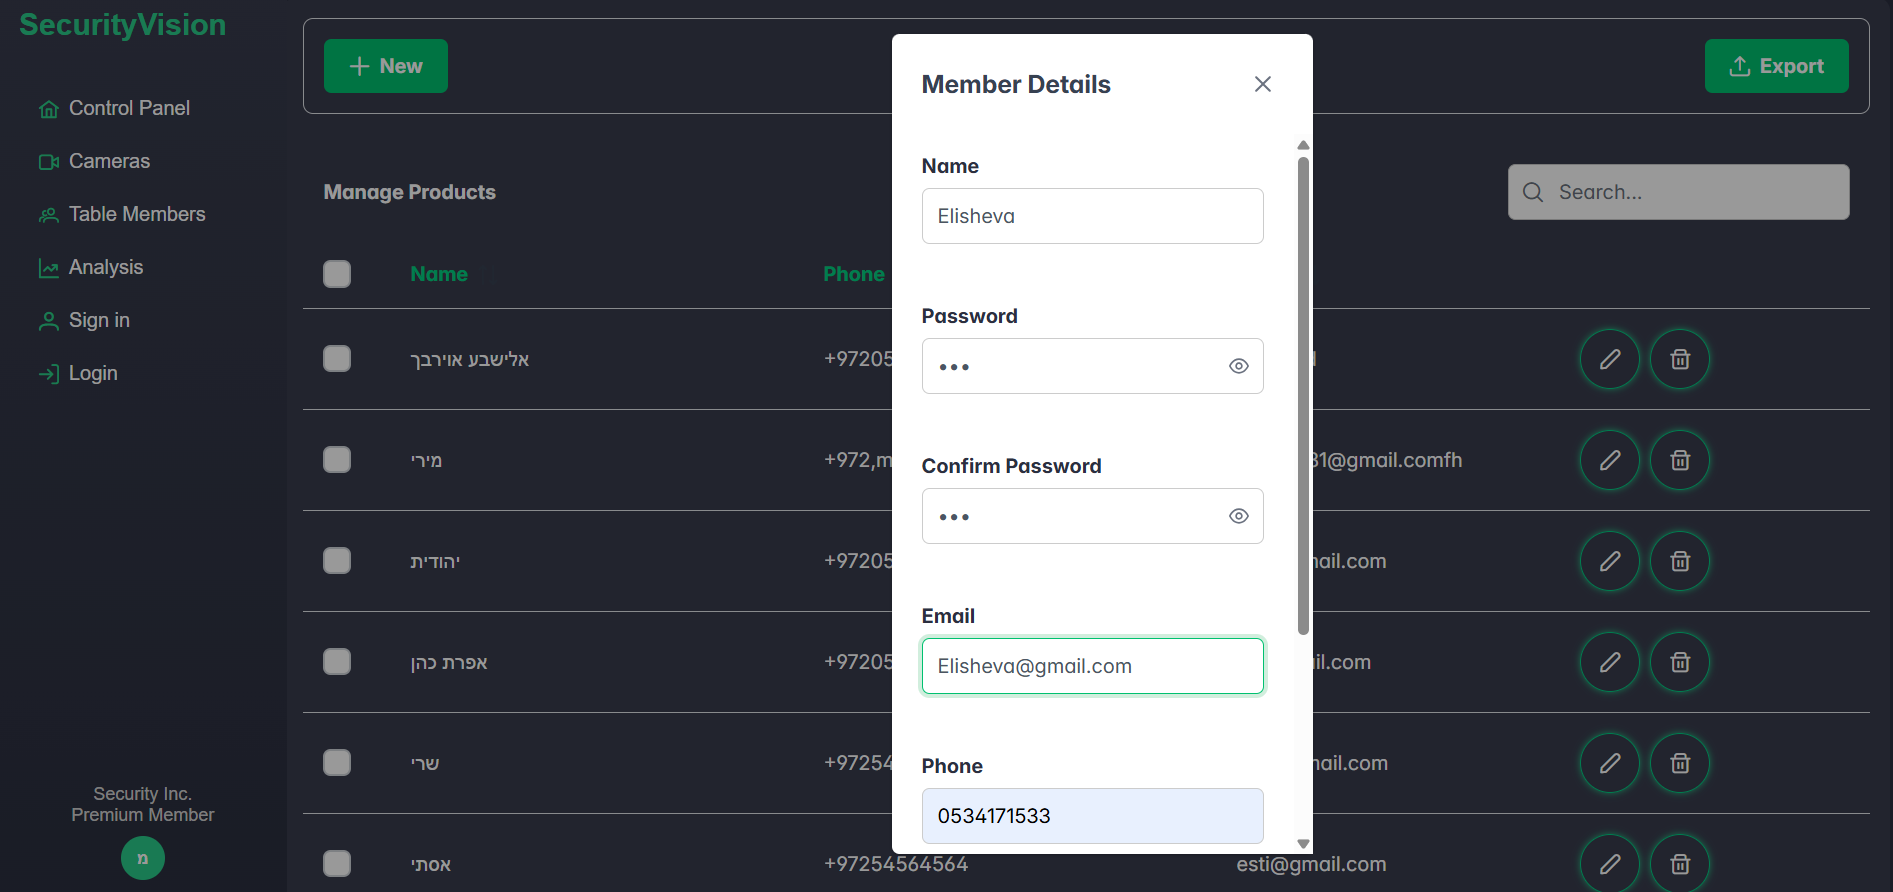 SecurityVision
Control Panel
Cameras
Table Members
Analysis
Sign in
Login
Security Inc.
Premium Member
מ
New
Export
Manage Products
Search...
Name Phone
אלישבע אוירבך +97205
מירי +972,m 31@gmail.comfh
יהודית +97205 ail.com
אפרת כהן +97205 il.com
שרי +97254 ail.com
אסתי +97254564564 esti@gmail.com
Member Details
Name
Elisheva
Password
•••
Confirm Password
•••
Email
Elisheva@gmail.com
Phone
0534171533